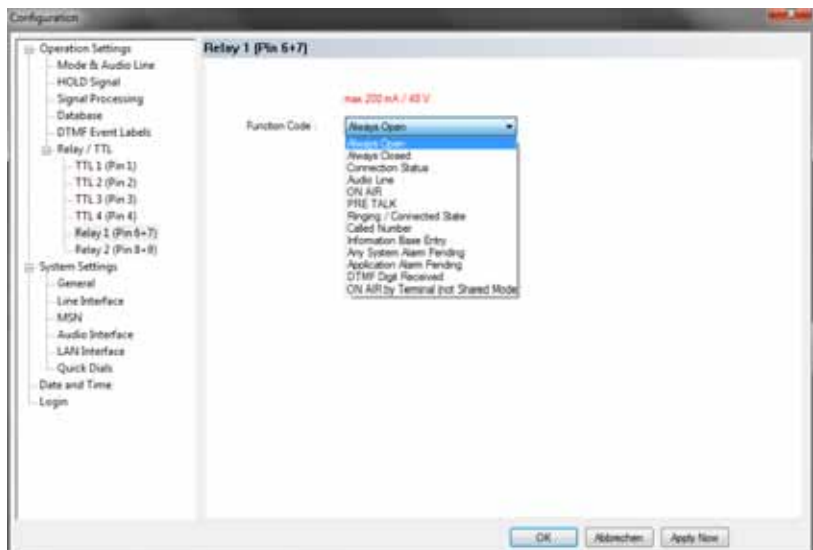 Configuration
Operation Settings
Mode & Audio Line
HOLD Signal
Signal Processing
Database
DTMF Event Labels
Relay / TTL
TTL 1 (Pin 1)
TTL 2 (Pin 2)
TTL 3 (Pin 3)
TTL 4 (Pin 4)
Relay 1 (Pin 6+7)
Relay 2 (Pin 8+9)
System Settings
General
Line Interface
MSN
Audio Interface
LAN Interface
Quick Dials
Date and Time
Login
Relay 1 (Pin 6+7)
max. 200 mA / 48 V
Function Code :
Always Open
Always Open
Always Closed
Connection Status
Audio Line
ON AIR
PRE TALK
Ringing / Connected State
Called Number
Information Base Entry
Any System Alarm Pending
Application Alarm Pending
DTMF Digit Received
ON AIR by Terminal (not Shared Mode
OK
Abbrechen
Apply Now